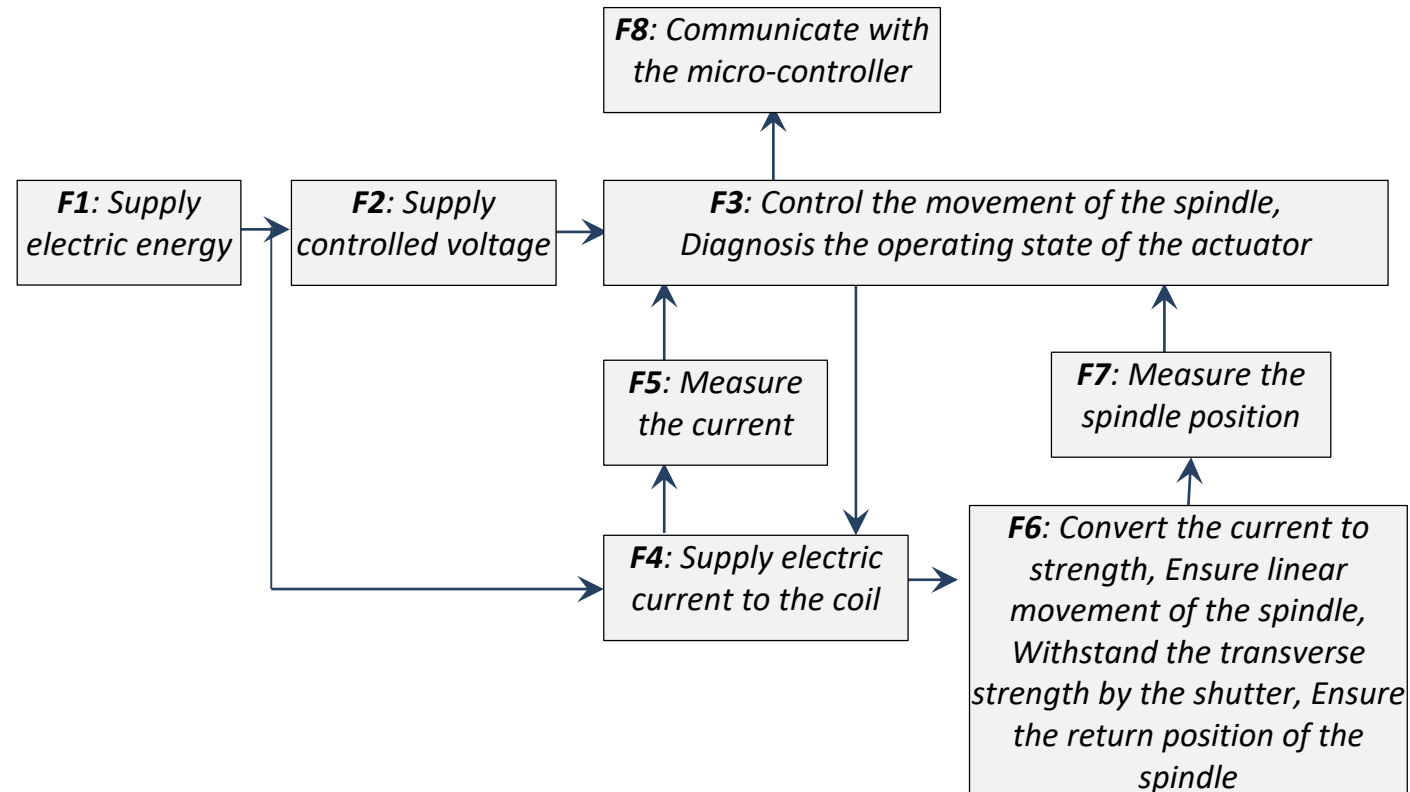 F8: Communicate with
the micro-controller
F1: Supply
electric energy
F2: Supply
controlled voltage
F3: Control the movement of the spindle,
Diagnosis the operating state of the actuator
F5: Measure
the current
F7: Measure the
spindle position
F4: Supply electric
current to the coil
F6: Convert the current to
strength, Ensure linear
movement of the spindle,
Withstand the transverse
strength by the shutter, Ensure
the return position of the
spindle